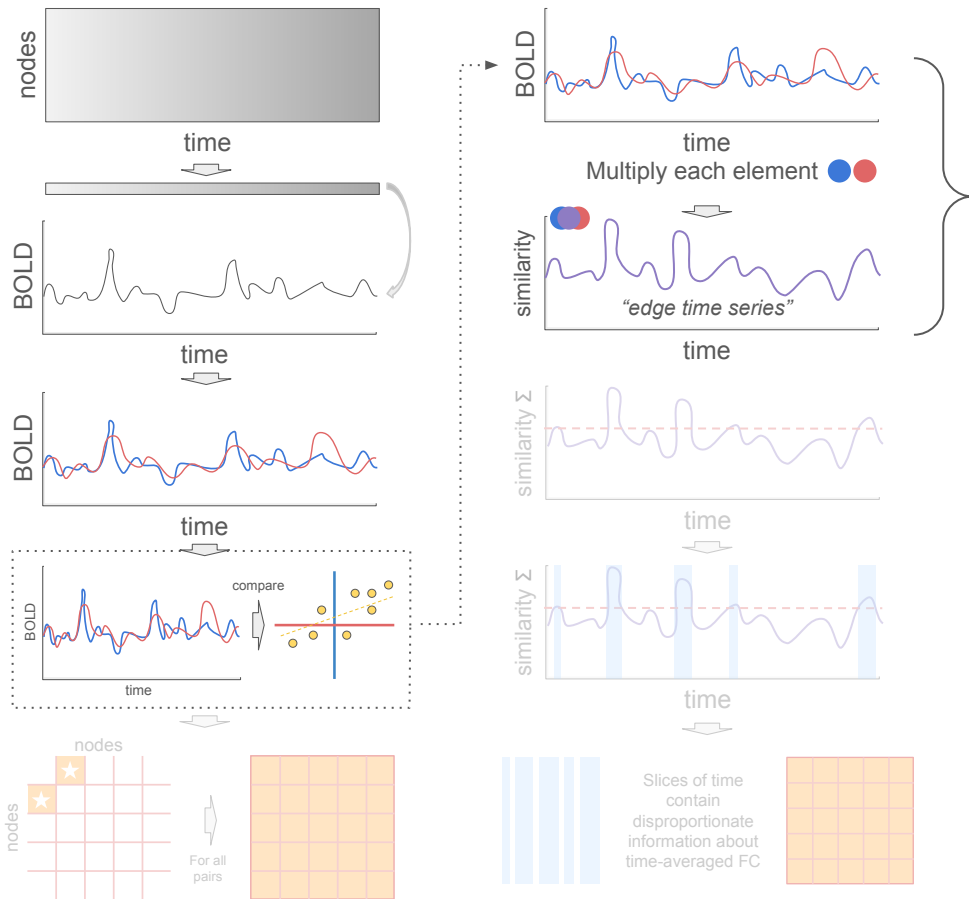 nodes
time
BOLD
time
BOLD
time
BOLD
time
compare
nodes
nodes
For all
pairs
BOLD
time
Multiply each element
similarity
“edge time series”
time
similarity Σ
time
similarity Σ
time
Slices of time
contain
disproportionate
information about
time-averaged FC